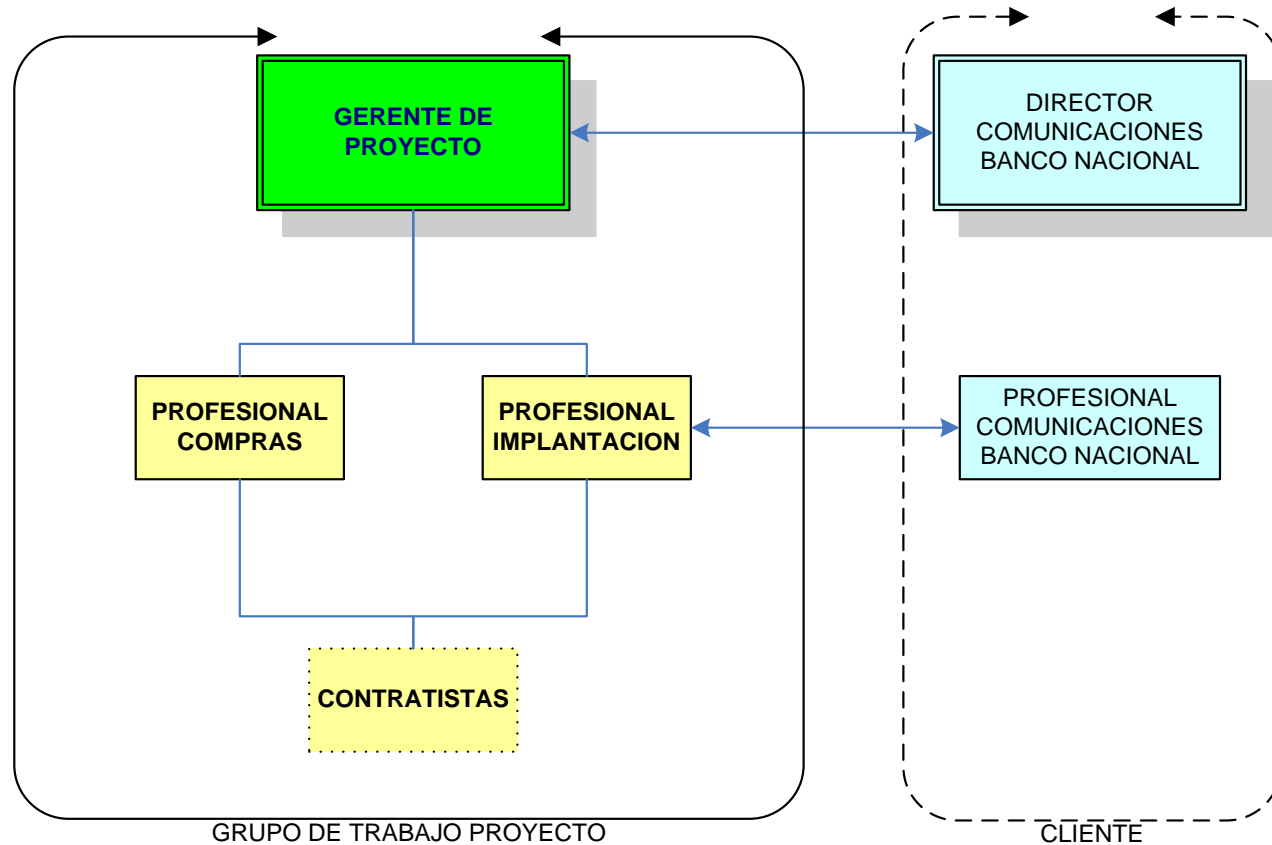 GERENTE DE
PROYECTO
DIRECTOR
COMUNICACIONES
BANCO NACIONAL
PROFESIONAL
COMPRAS
PROFESIONAL
IMPLANTACION
PROFESIONAL
COMUNICACIONES
BANCO NACIONAL
CONTRATISTAS
GRUPO DE TRABAJO PROYECTO
CLIENTE